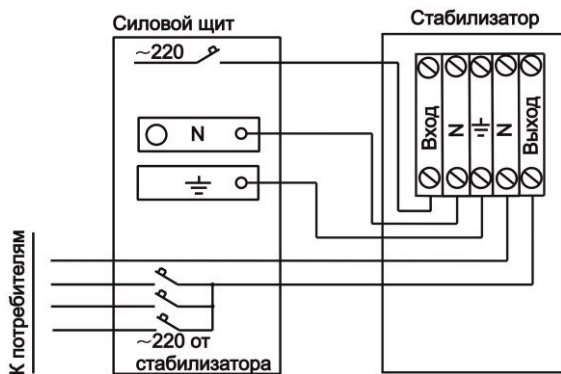 Силовой щит
Стабилизатор
~220
N
Вход
N
N
Выход
К потребителям
~220 от
стабилизатора